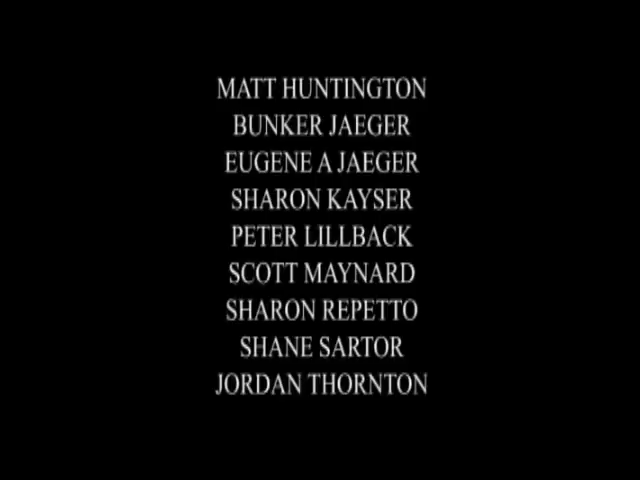 MATT HUNTINGTON
BUNKER JAEGER
EUGENE A JAEGER
SHARON KAYSER
PETER LILLBACK
SCOTT MAYNARD
SHARON REPETTO
SHANE SARTOR
JORDAN THORNTON